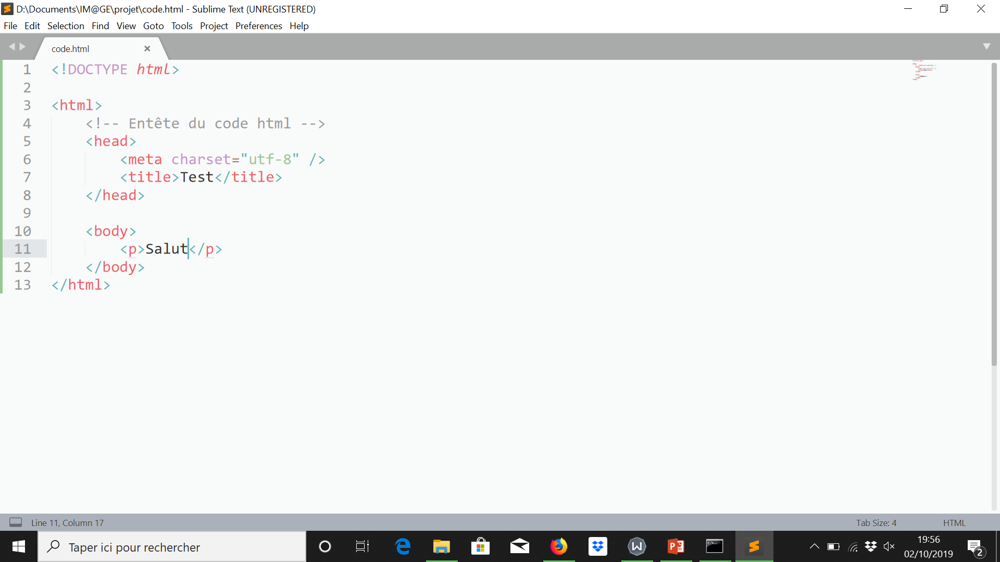 D:\Documents\IM@GE\projet\code.html - Sublime Text (UNREGISTERED)
File Edit Selection Find View Goto Tools Project Preferences Help
code.html
1 <!DOCTYPE html>
2
3 <html>
4 <!-- Entête du code html -->
5 <head>
6 <meta charset="utf-8" />
7 <title>Test</title>
8 </head>
9
10 <body>
11 <p>Salut</p>
12 </body>
13 </html>
Line 11, Column 17 Tab Size: 4 HTML
Taper ici pour rechercher
19:56
02/10/2019
2